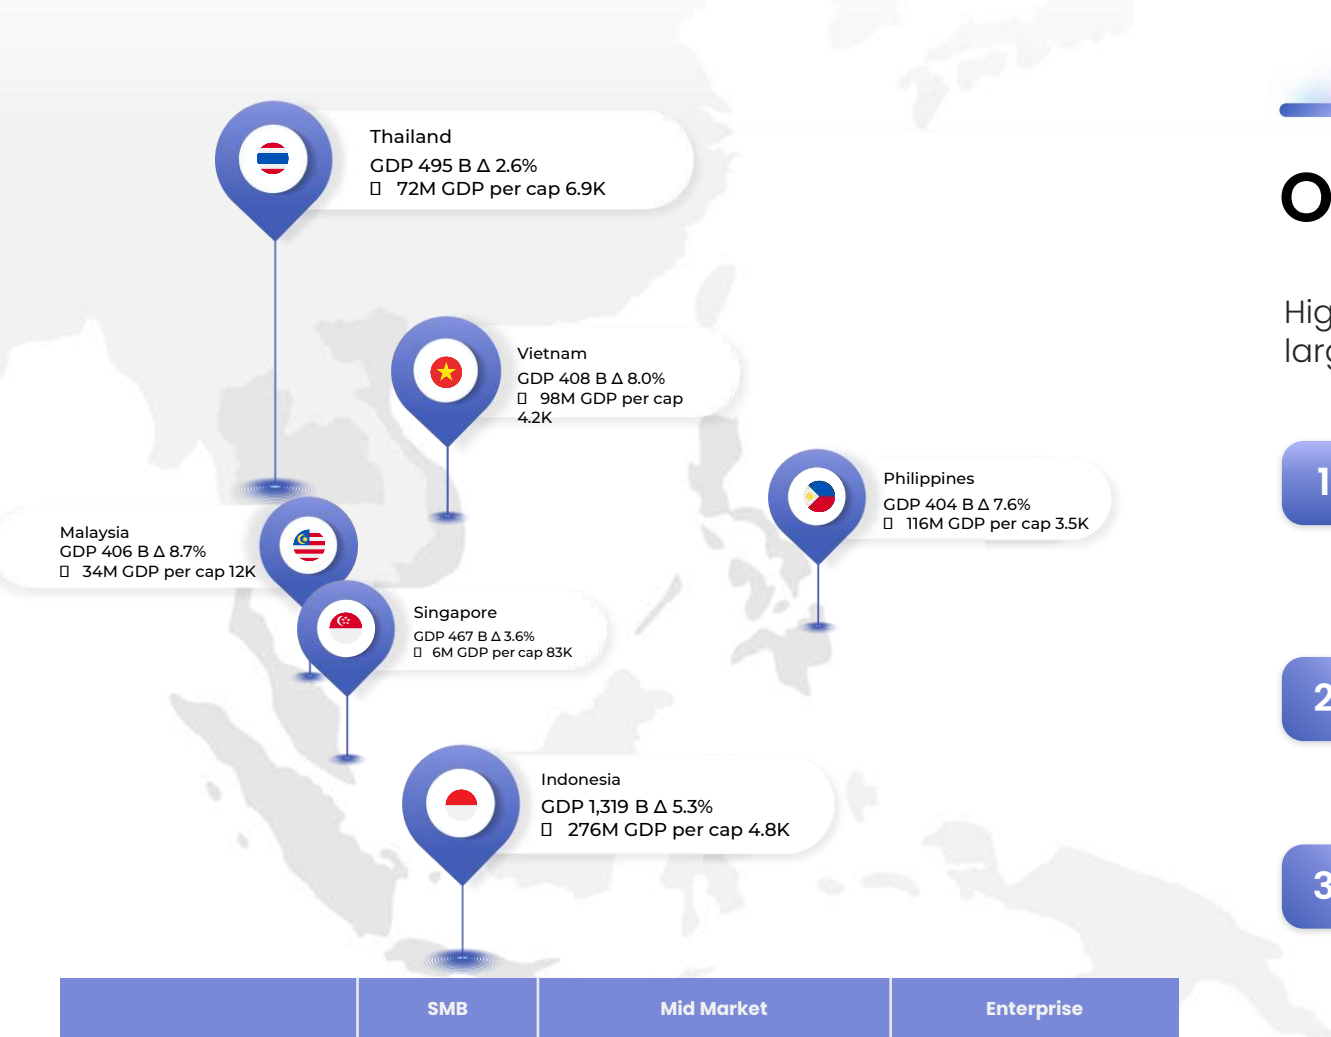 Thailand
GDP 495 B Δ 2.6%
72M GDP per cap 6.9K
Vietnam
GDP 408 B Δ 8.0%
98M GDP per cap
4.2K
Philippines
GDP 404 B Δ 7.6%
116M GDP per cap 3.5K
Malaysia
GDP 406 B Δ 8.7%
34M GDP per cap 12K
Singapore
GDP 467 B Δ 3.6%
6M GDP per cap 83K
Indonesia
GDP 1,319 B Δ 5.3%
276M GDP per cap 4.8K
SMB Mid Market Enterprise
1
2
3